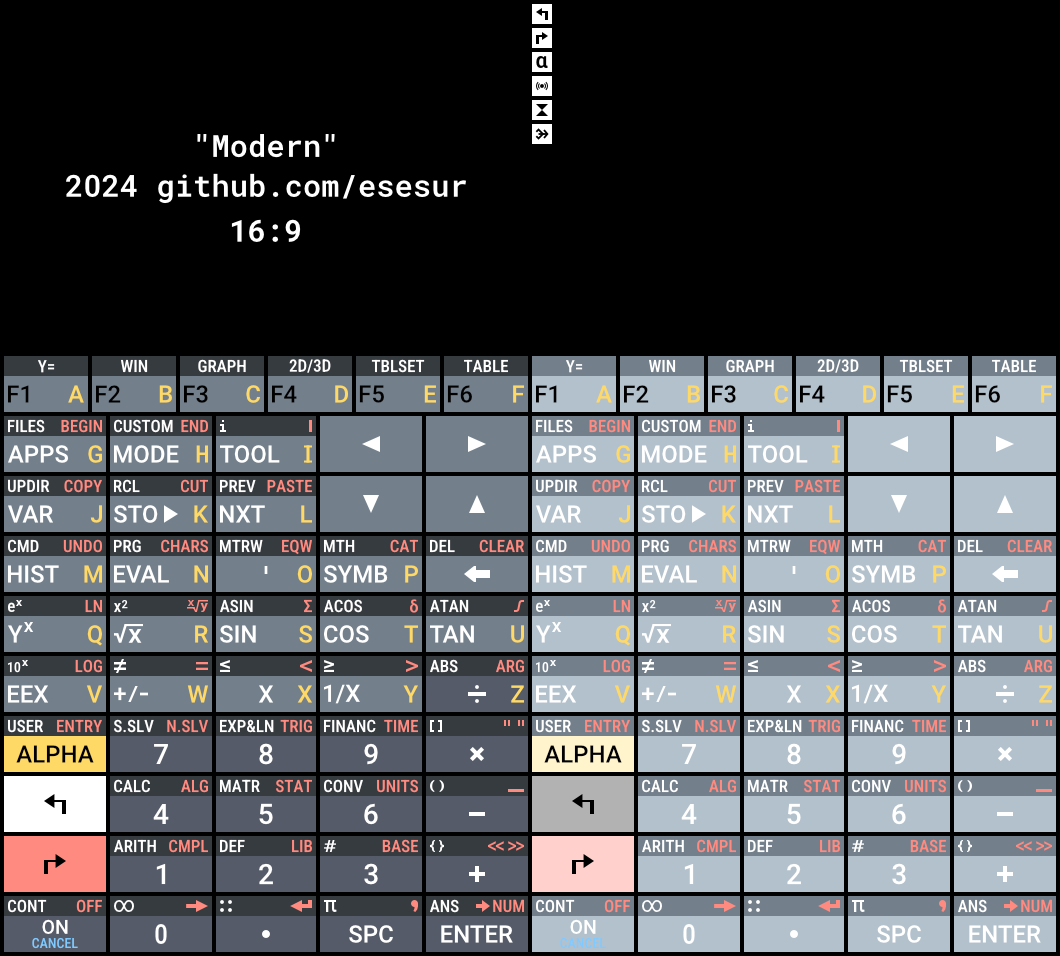 α
"Modern"
2024 github.com/esesur
16:9
Y= WIN GRAPH 2D/3D TBLSET TABLE Y= WIN GRAPH 2D/3D TBLSET TABLE
F1 A F2 B F3 C F4 D F5 E F6 F F1 A F2 B F3 C F4 D F5 E F6 F
FILES BEGIN CUSTOM END i I FILES BEGIN CUSTOM END i I
APPS G MODE H TOOL I ◀ ▶ APPS G MODE H TOOL I ◀ ▶
UPDIR COPY RCL CUT PREV PASTE UPDIR COPY RCL CUT PREV PASTE
VAR J STO▶ K NXT L ▼ ▲ VAR J STO▶ K NXT L ▼ ▲
CMD UNDO PRG CHARS MTRW EQW MTH CAT DEL CLEAR CMD UNDO PRG CHARS MTRW EQW MTH CAT DEL CLEAR
HIST M EVAL N ' O SYMB P ⬅ HIST M EVAL N ' O SYMB P ⬅
eˣ LN x² ˣ√y ASIN Σ ACOS δ ATAN ∫ eˣ LN x² ˣ√y ASIN Σ ACOS δ ATAN ∫
Yˣ Q √x R SIN S COS T TAN U Yˣ Q √x R SIN S COS T TAN U
10ˣ LOG ≠ = ≤ < ≥ > ABS ARG 10ˣ LOG ≠ = ≤ < ≥ > ABS ARG
EEX V +/- W X X 1/X Y ÷ Z EEX V +/- W X X 1/X Y ÷ Z
USER ENTRY S.SLV N.SLV EXP&LN TRIG FINANC TIME [] " " USER ENTRY S.SLV N.SLV EXP&LN TRIG FINANC TIME [] " "
ALPHA 7 8 9 × ALPHA 7 8 9 ×
CALC ALG MATR STAT CONV UNITS () _ CALC ALG MATR STAT CONV UNITS () _
↰ 4 5 6 − ↰ 4 5 6 −
ARITH CMPL DEF LIB # BASE {} <<>> ARITH CMPL DEF LIB # BASE {} <<>>
↱ 1 2 3 + ↱ 1 2 3 +
CONT OFF ∞ → :: ↵ π , ANS →NUM CONT OFF ∞ → :: ↵ π , ANS →NUM
ON 0 • SPC ENTER ON 0 • SPC ENTER
CANCEL CANCEL